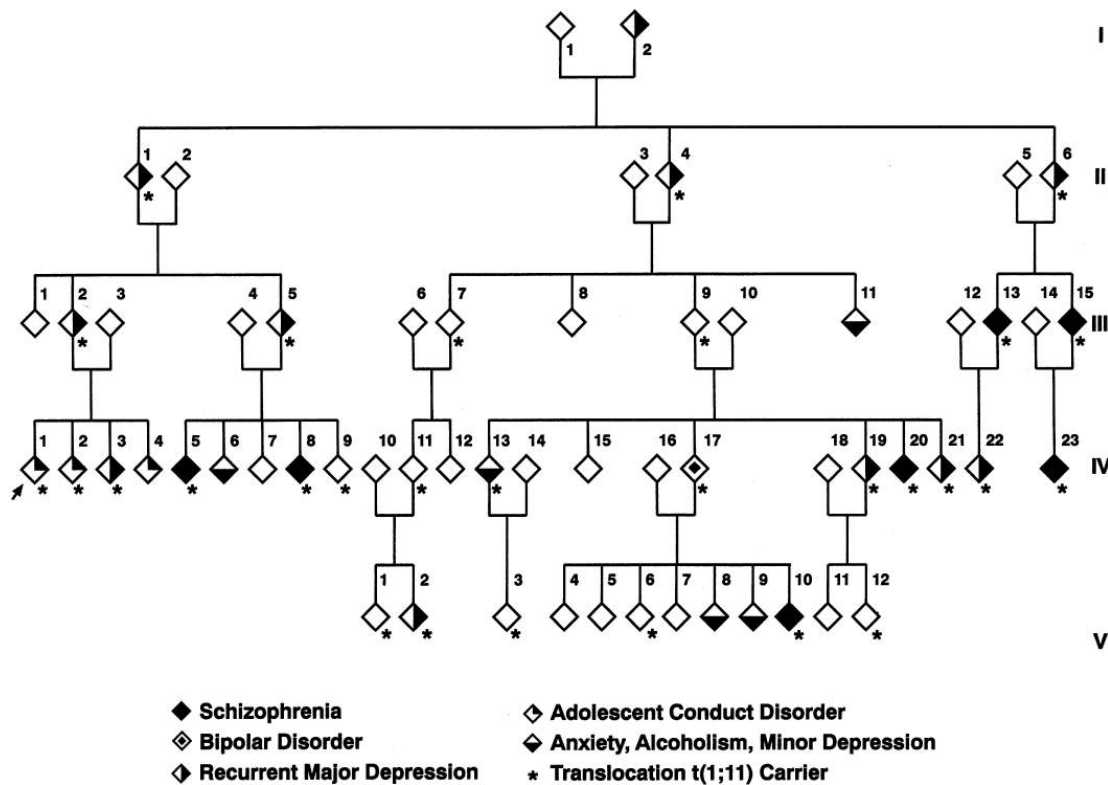 I
1 2
1 2 3 4 5 6
II
* * *
1 2 3 4 5 6 7 8 9 10 11 12 13 14 15
III
* * * * * *
1 2 3 4 5 6 7 8 9 10 11 12 13 14 15 16 17 18 19 20 21 22 23
IV
* * * * * * * * * * * * * *
1 2 3 4 5 6 7 8 9 10 11 12
* * * * * *
V
Schizophrenia
Bipolar Disorder
Recurrent Major Depression
Adolescent Conduct Disorder
Anxiety, Alcoholism, Minor Depression
* Translocation t(1;11) Carrier